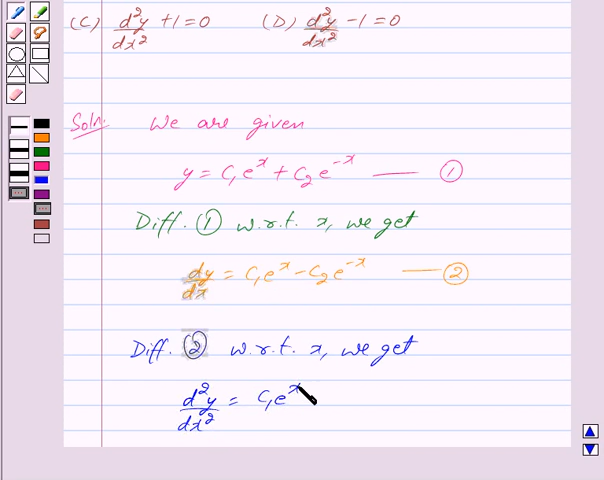 (C) d²y/dx² + 1 = 0 (D) d²y/dx² - 1 = 0
Soln. We are given
y = C₁eˣ + C₂e⁻ˣ —— ①
Diff. ① w.r.t. x, we get
dy/dx = C₁eˣ - C₂e⁻ˣ —— ②
Diff. ② w.r.t. x, we get
d²y/dx² = C₁eˣ